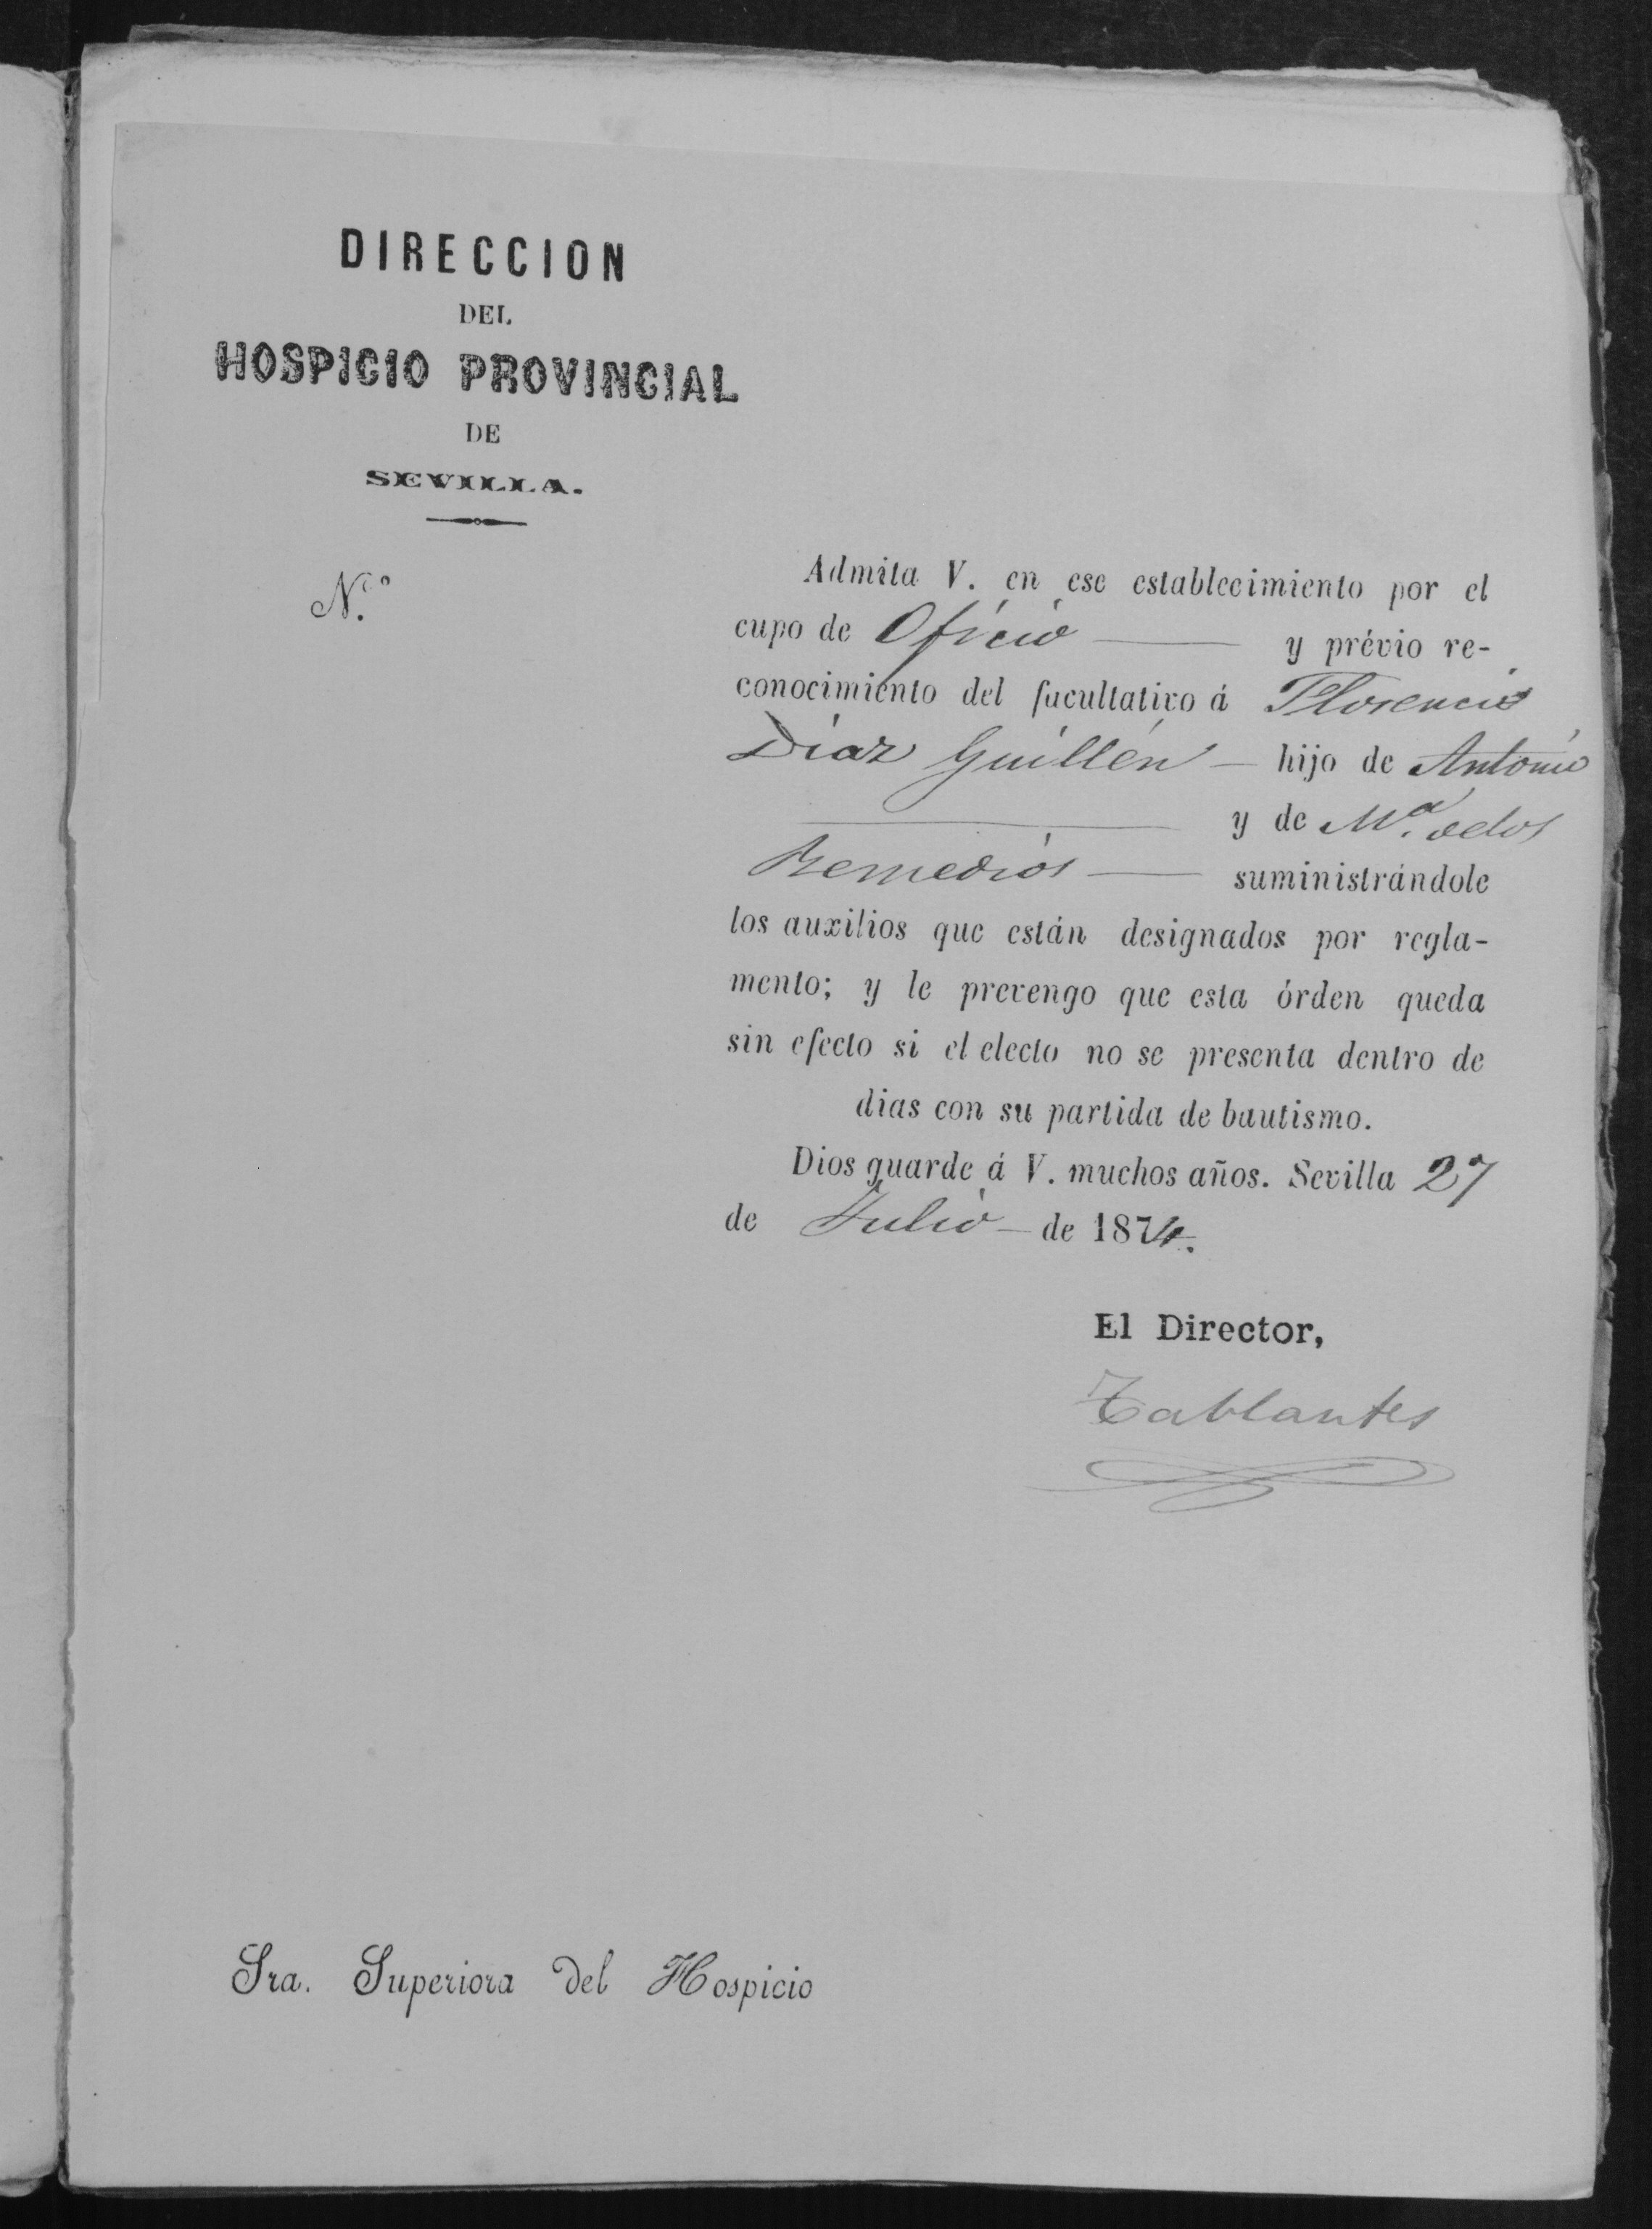 DIRECCION
DEL
HOSPICIO PROVINCIAL
DE
SEVILLA.
N.º
Admita V. en ese establecimiento por el
cupo de Oficio y prévio re-
conocimiento del facultativo á Florencio
Diaz Guillén hijo de Antonio
y de Mª. delos
Remedios suministrándole
los auxilios que están designados por regla-
mento; y le prevengo que esta órden queda
sin efecto si el electo no se presenta dentro de
dias con su partida de bautismo.
Dios guarde á V. muchos años. Sevilla 27
de Julio de 1874.
El Director,
Tablantes
Sra. Superiora del Hospicio